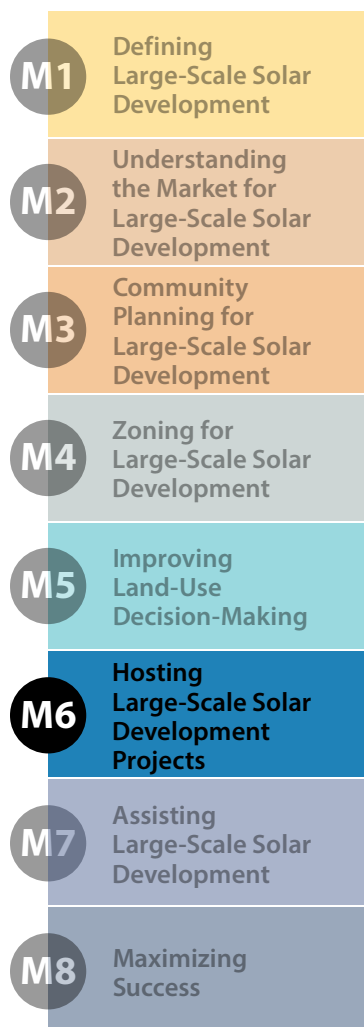 M1
Defining
Large-Scale Solar
Development
M2
Understanding
the Market for
Large-Scale Solar
Development
M3
Community
Planning for
Large-Scale Solar
Development
M4
Zoning for
Large-Scale Solar
Development
M5
Improving
Land-Use
Decision-Making
M6
Hosting
Large-Scale Solar
Development
Projects
M7
Assisting
Large-Scale Solar
Development
M8
Maximizing
Success